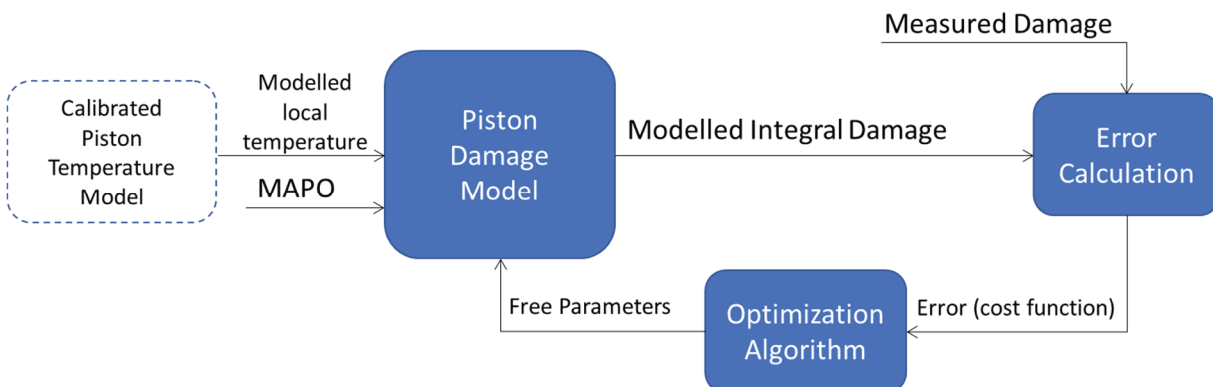 Measured Damage
Calibrated
Piston
Temperature
Model
Modelled
local
temperature
MAPO
Piston
Damage
Model
Modelled Integral Damage
Error
Calculation
Free Parameters
Optimization
Algorithm
Error (cost function)